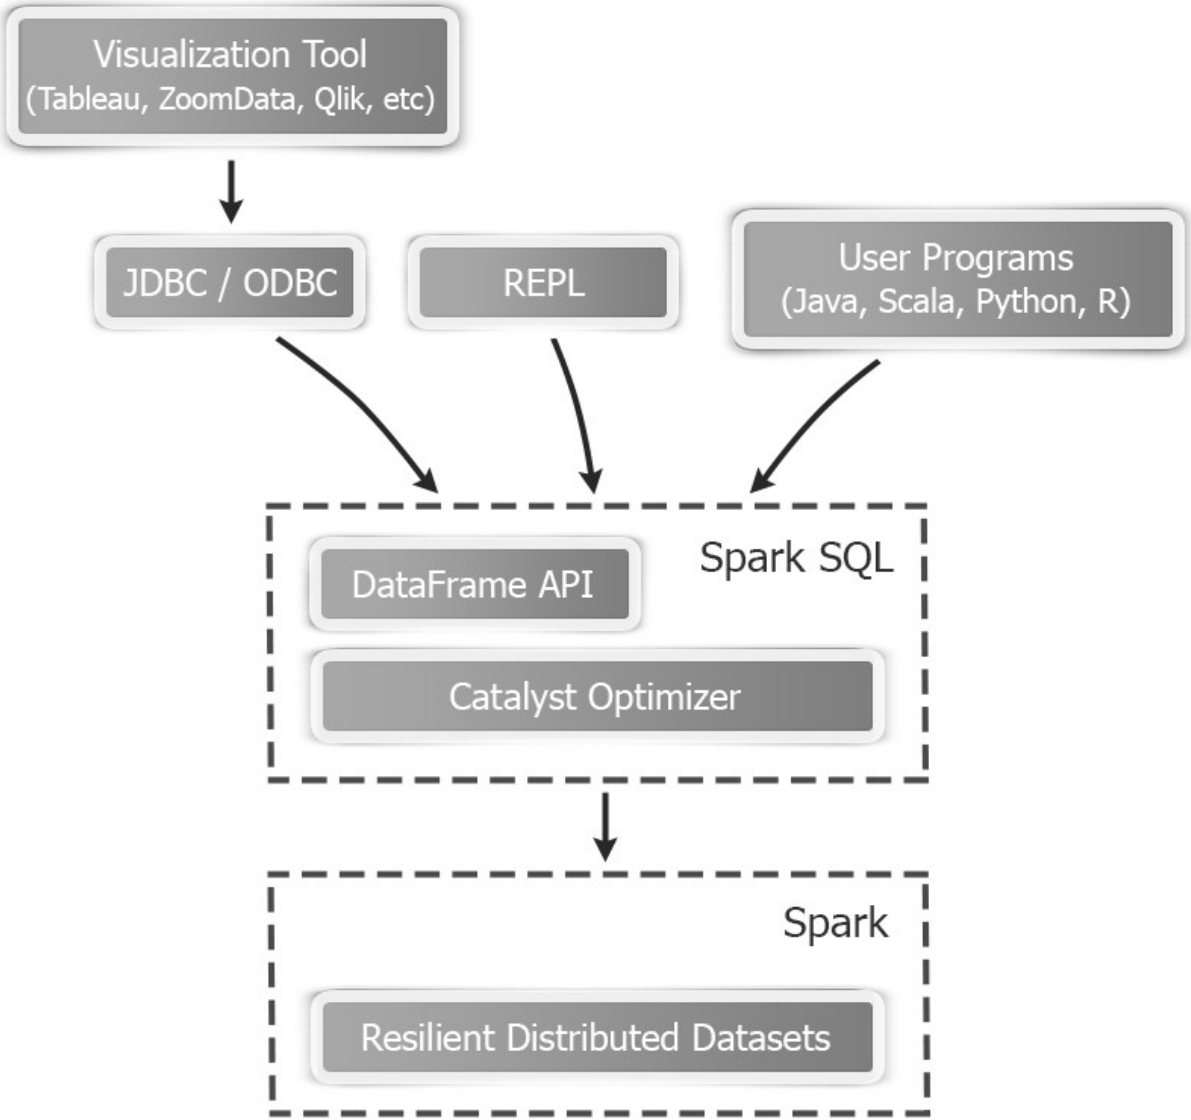 Visualization Tool
(Tableau, ZoomData, Qlik, etc)
JDBC / ODBC
REPL
User Programs
(Java, Scala, Python, R)
Spark SQL
DataFrame API
Catalyst Optimizer
Spark
Resilient Distributed Datasets